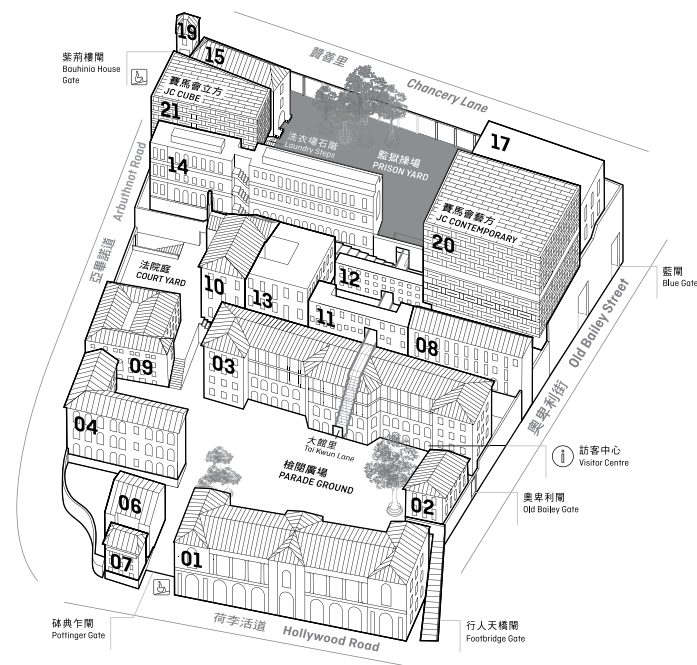 19
15
紫荊樓閘
Bauhinia House
Gate
賽馬會立方
JC CUBE
21
贊善里
Chancery Lane
洗衣場石階
Laundry Steps
監獄操場
PRISON YARD
17
14
亞畢諾道
Arbuthnot Road
賽馬會藝方
JC CONTEMPORARY
20
法院庭
COURT YARD
10
13
12
11
藍閘
Blue Gate
08
09
03
04
奧卑利街
Old Bailey Street
大館里
Tai Kwun Lane
檢閱廣場
PARADE GROUND
訪客中心
Visitor Centre
奧卑利閘
Old Bailey Gate
02
06
07
01
砵典乍閘
Pottinger Gate
荷李活道
Hollywood Road
行人天橋閘
Footbridge Gate